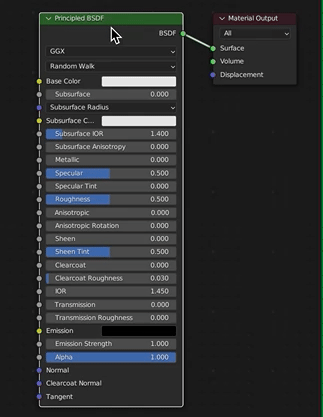 Principled BSDF
BSDF
GGX
Random Walk
Base Color
Subsurface 0.000
Subsurface Radius
Subsurface C...
Subsurface IOR 1.400
Subsurface Anisotropy 0.000
Metallic 0.000
Specular 0.500
Specular Tint 0.000
Roughness 0.500
Anisotropic 0.000
Anisotropic Rotation 0.000
Sheen 0.000
Sheen Tint 0.500
Clearcoat 0.000
Clearcoat Roughness 0.030
IOR 1.450
Transmission 0.000
Transmission Roughness 0.000
Emission
Emission Strength 1.000
Alpha 1.000
Normal
Clearcoat Normal
Tangent
Material Output
All
Surface
Volume
Displacement